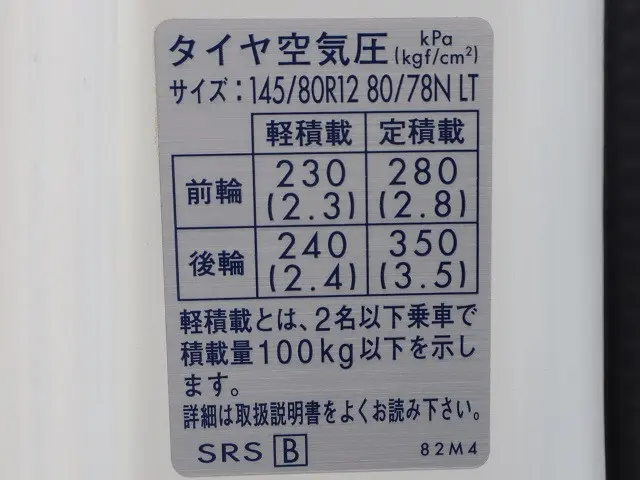 タイヤ空気圧 kPa (kgf/cm²)
サイズ：145/80R12 80/78N LT
軽積載 定積載
前輪 230 (2.3) 280 (2.8)
後輪 240 (2.4) 350 (3.5)
軽積載とは、2名以下乗車で
積載量100kg以下を示し
ます。
詳細は取扱説明書をよくお読み下さい。
SRS B 82M4